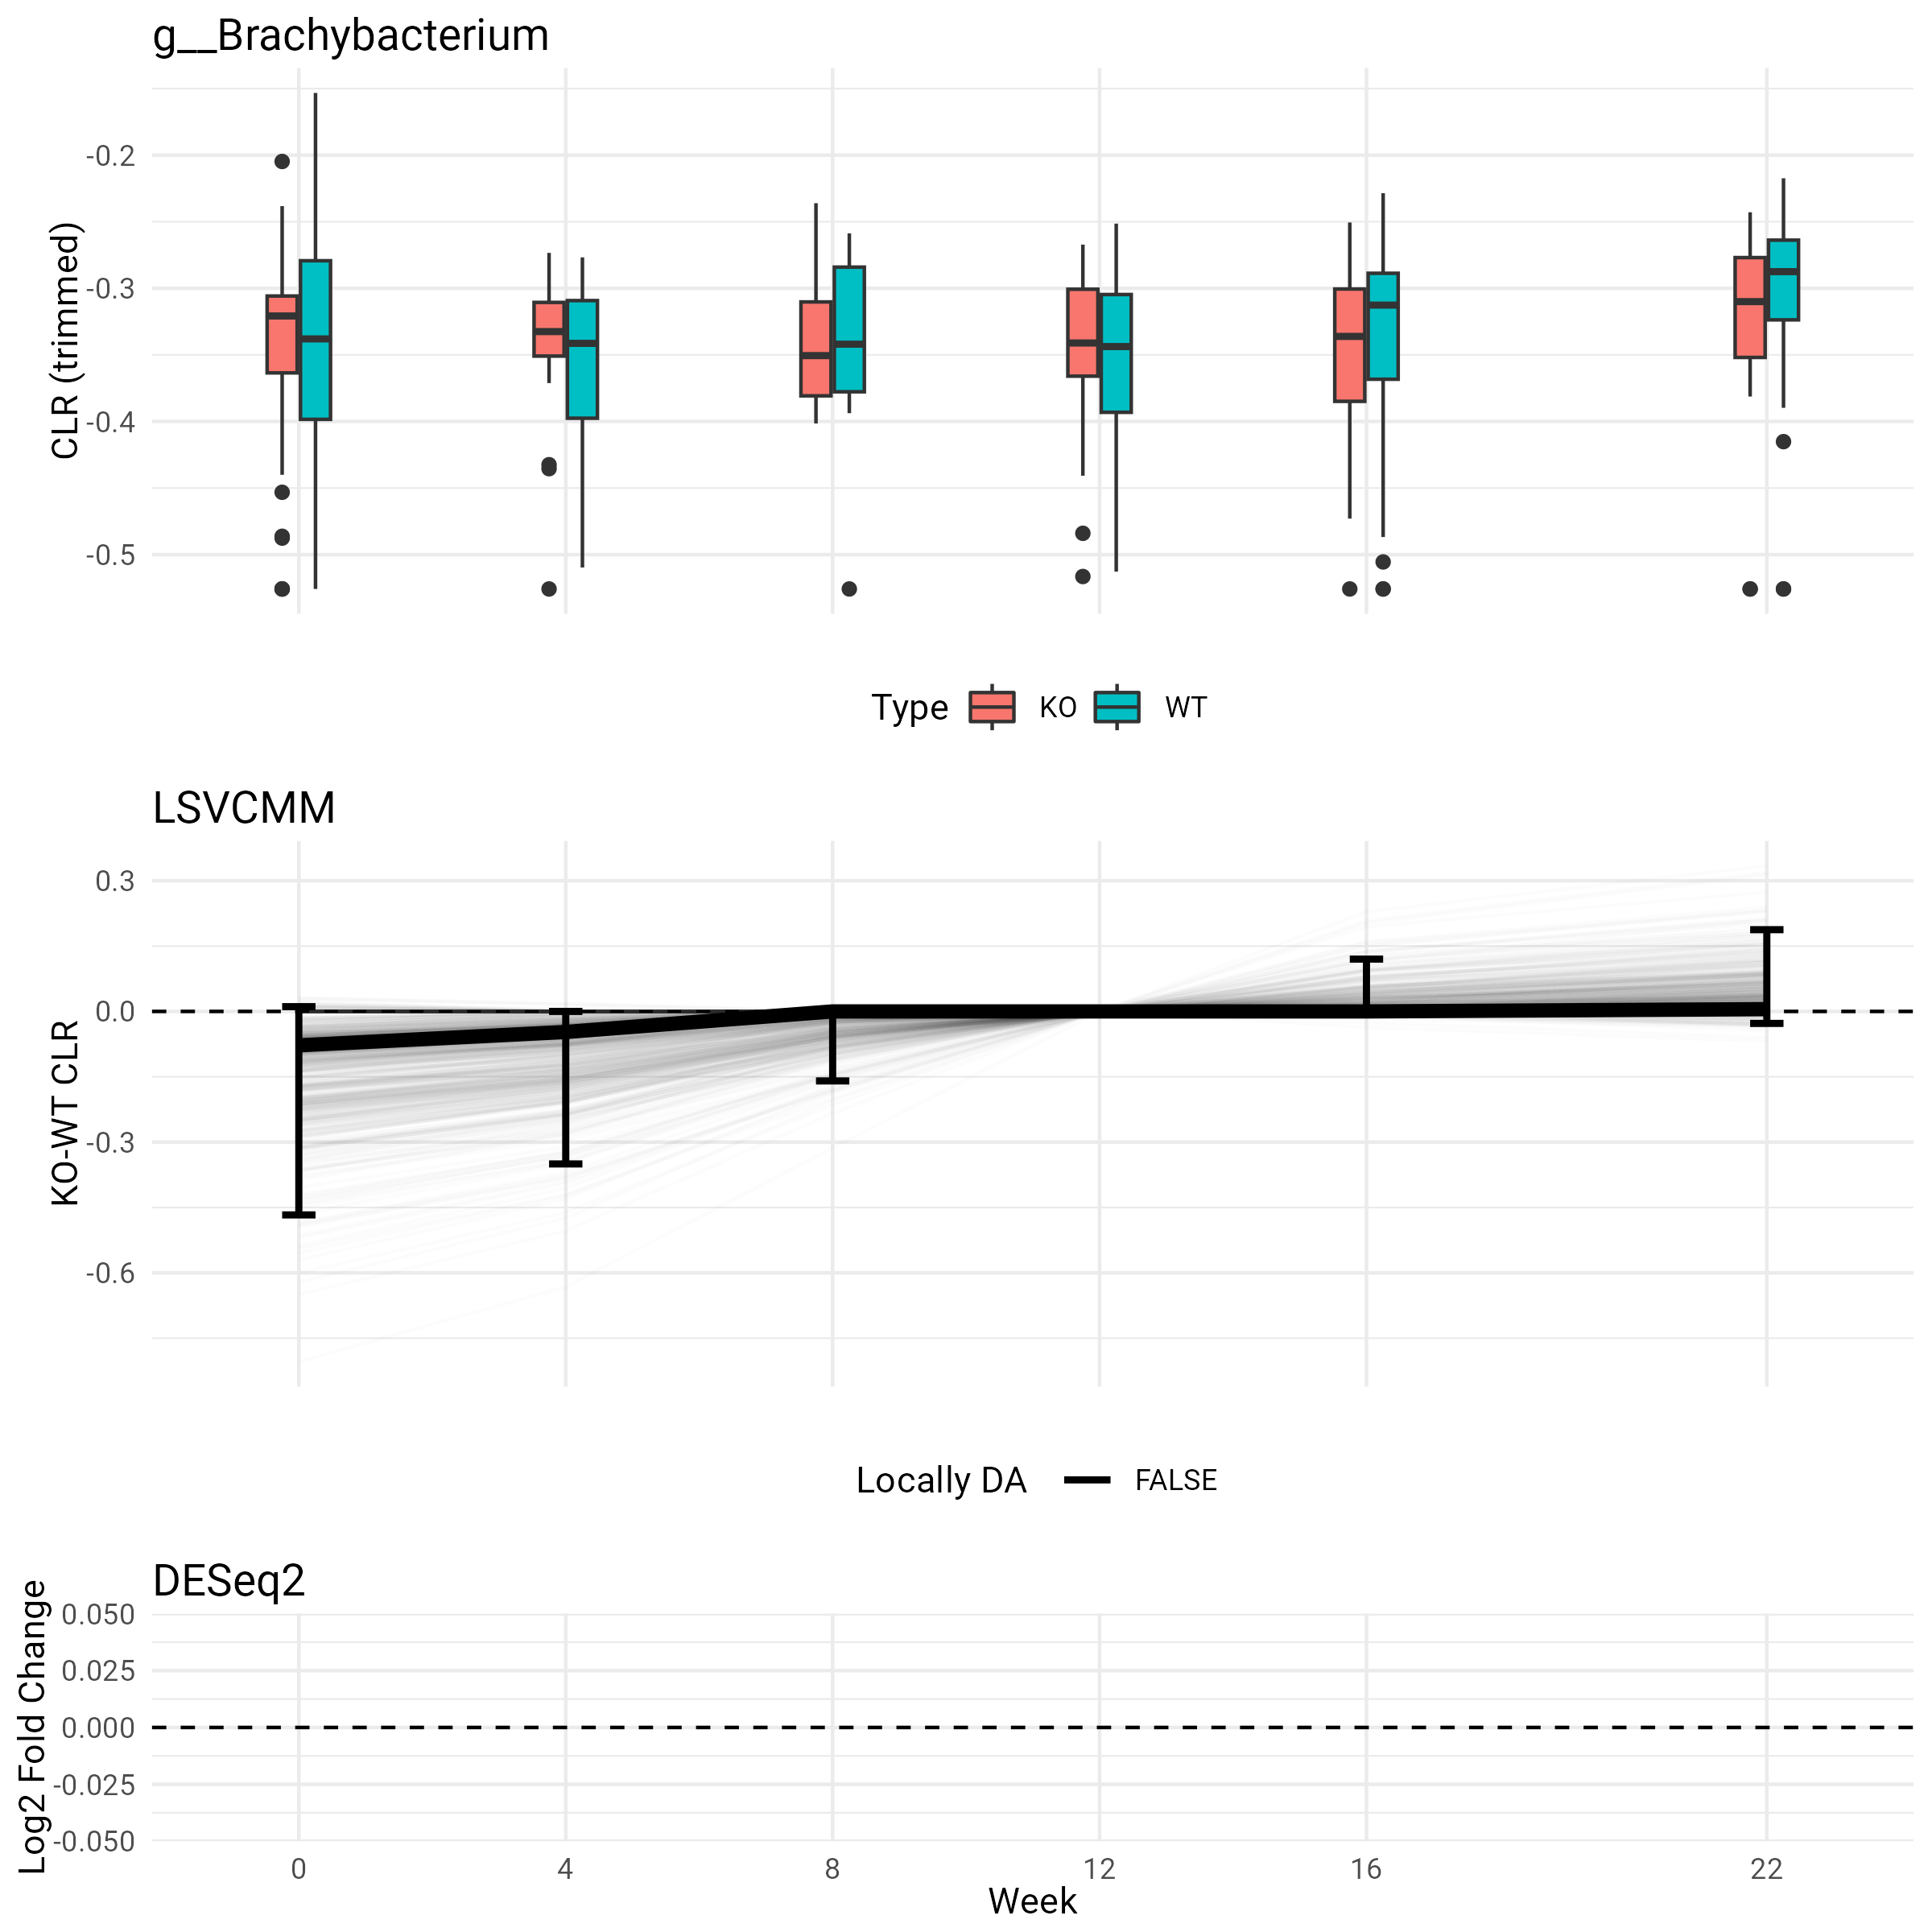 g__Brachybacterium
CLR (trimmed)
-0.2
-0.3
-0.4
-0.5
Type KO WT
LSVCMM
KO-WT CLR
0.3
0.0
-0.3
-0.6
Locally DA FALSE
DESeq2
Log2 Fold Change
0.050
0.025
0.000
-0.025
-0.050
0 4 8 12 16 22
Week